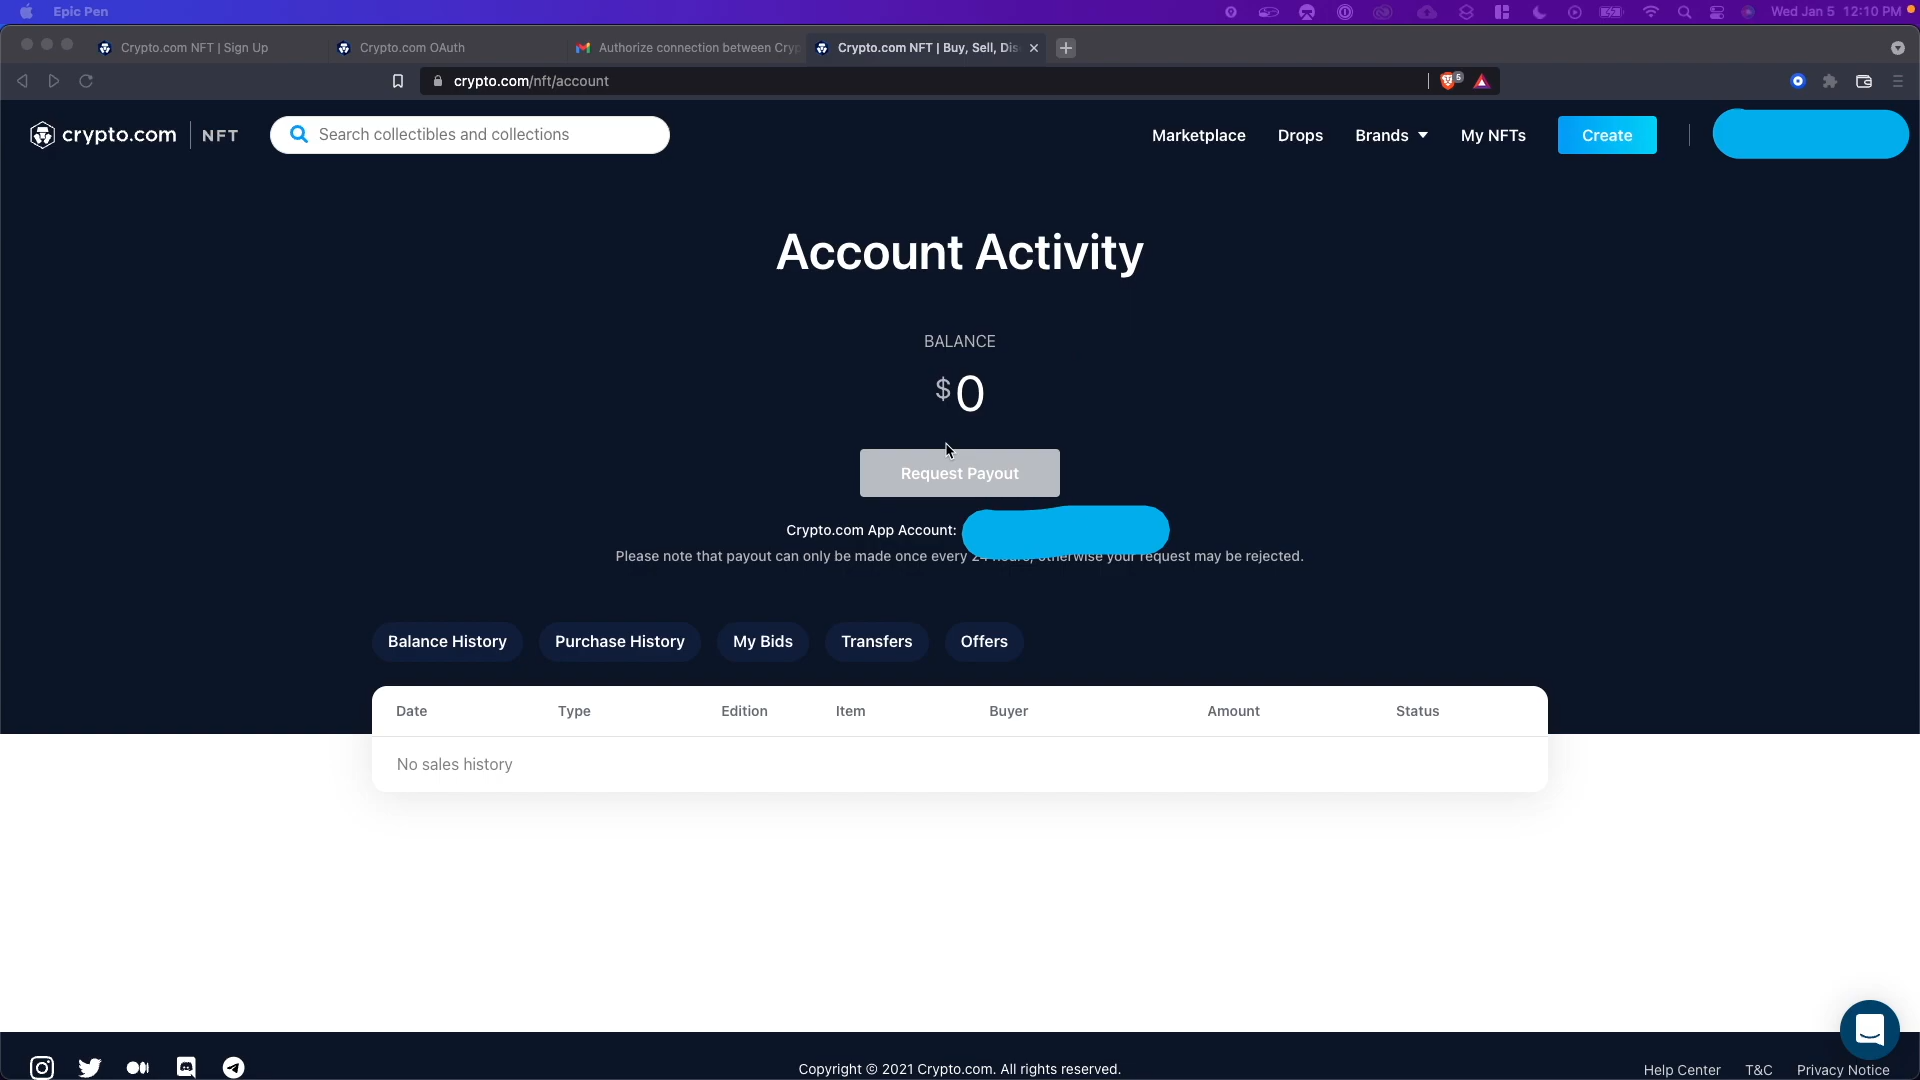 Epic Pen
Wed Jan 5 12:10 PM
Crypto.com NFT | Sign Up
Crypto.com OAuth
Authorize connection between Cryp
Crypto.com NFT | Buy, Sell, Dis
crypto.com/nft/account
5
crypto.com NFT
Search collectibles and collections
Marketplace
Drops
Brands
My NFTs
Create
Account Activity
BALANCE
$0
Request Payout
Crypto.com App Account:
Please note that payout can only be made once every otherwise your request may be rejected.
Balance History
Purchase History
My Bids
Transfers
Offers
Date Type Edition Item Buyer Amount Status
No sales history
Copyright © 2021 Crypto.com. All rights reserved.
Help Center T&C Privacy Notice